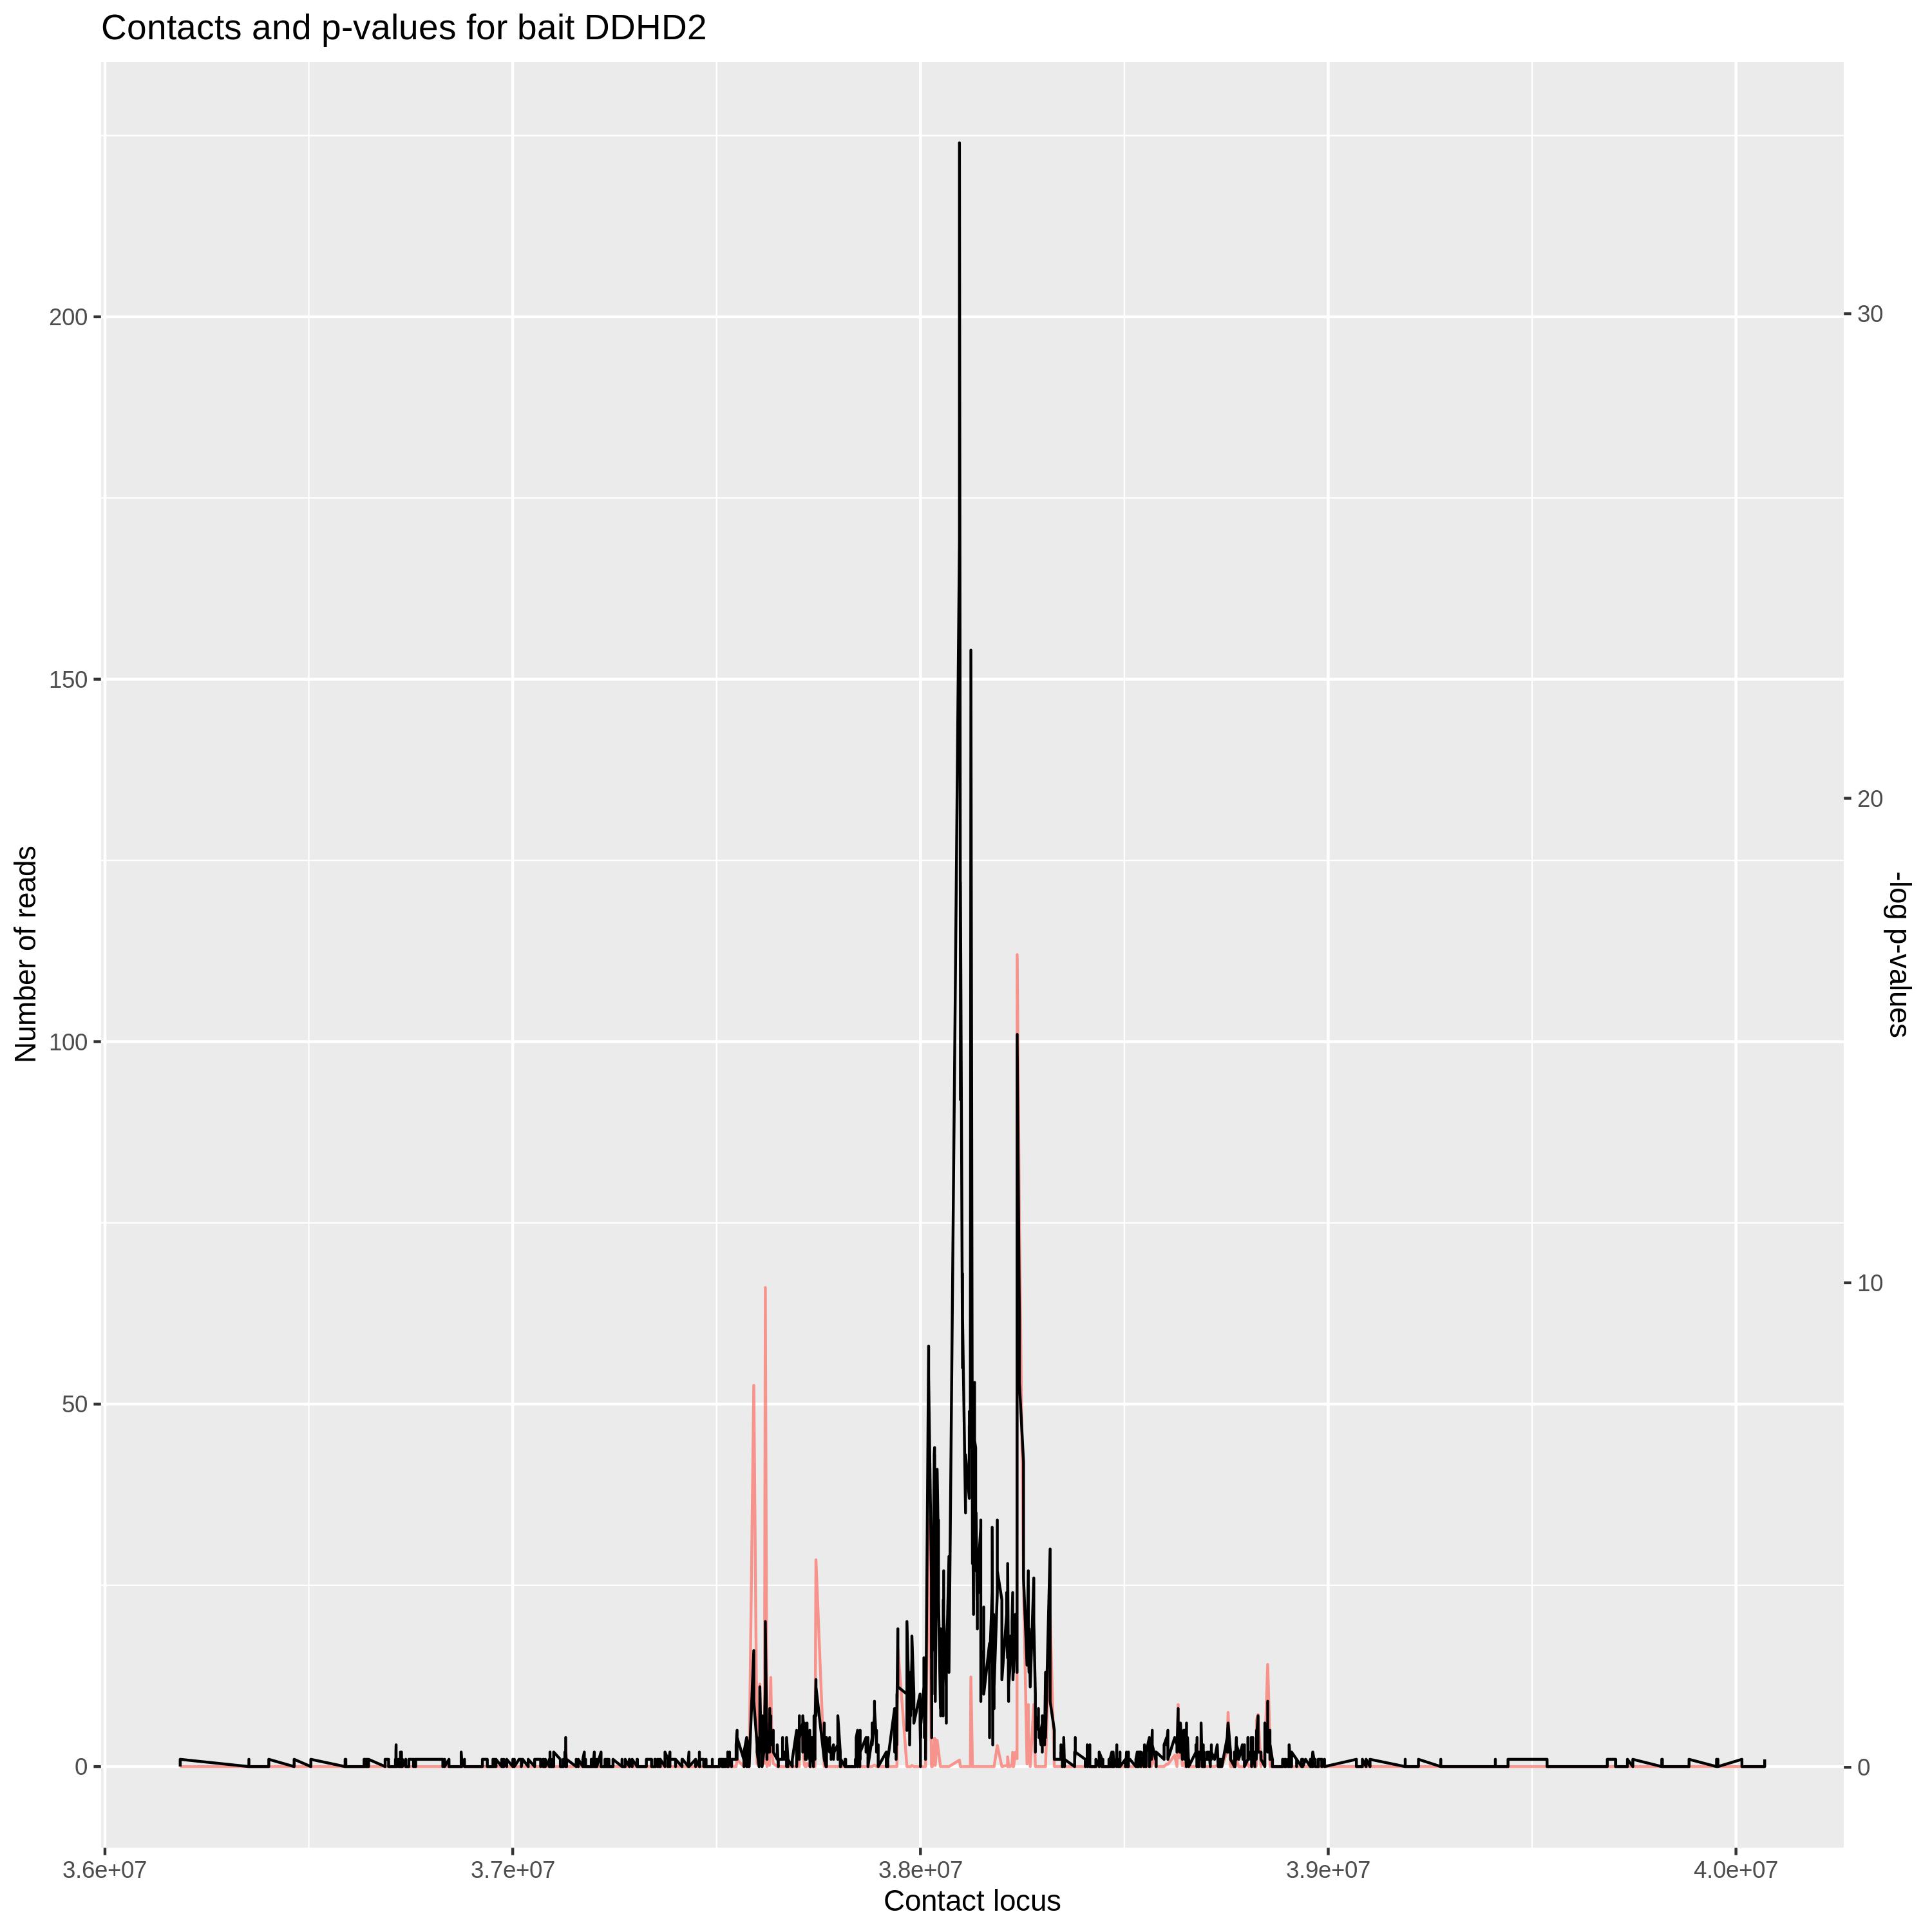 Contacts and p-values for bait DDHD2
Number of reads
200
150
100
50
0
30
20
10
0
-log p-values
3.6e+07
3.7e+07
3.8e+07
3.9e+07
4.0e+07
Contact locus